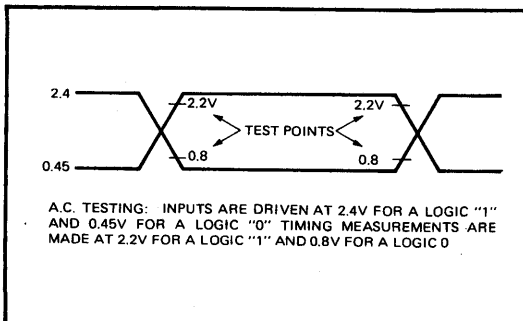 2.4
2.2V 2.2V
TEST POINTS
0.8 0.8
0.45
A.C. TESTING: INPUTS ARE DRIVEN AT 2.4V FOR A LOGIC "1"
AND 0.45V FOR A LOGIC "0" TIMING MEASUREMENTS ARE
MADE AT 2.2V FOR A LOGIC "1" AND 0.8V FOR A LOGIC 0